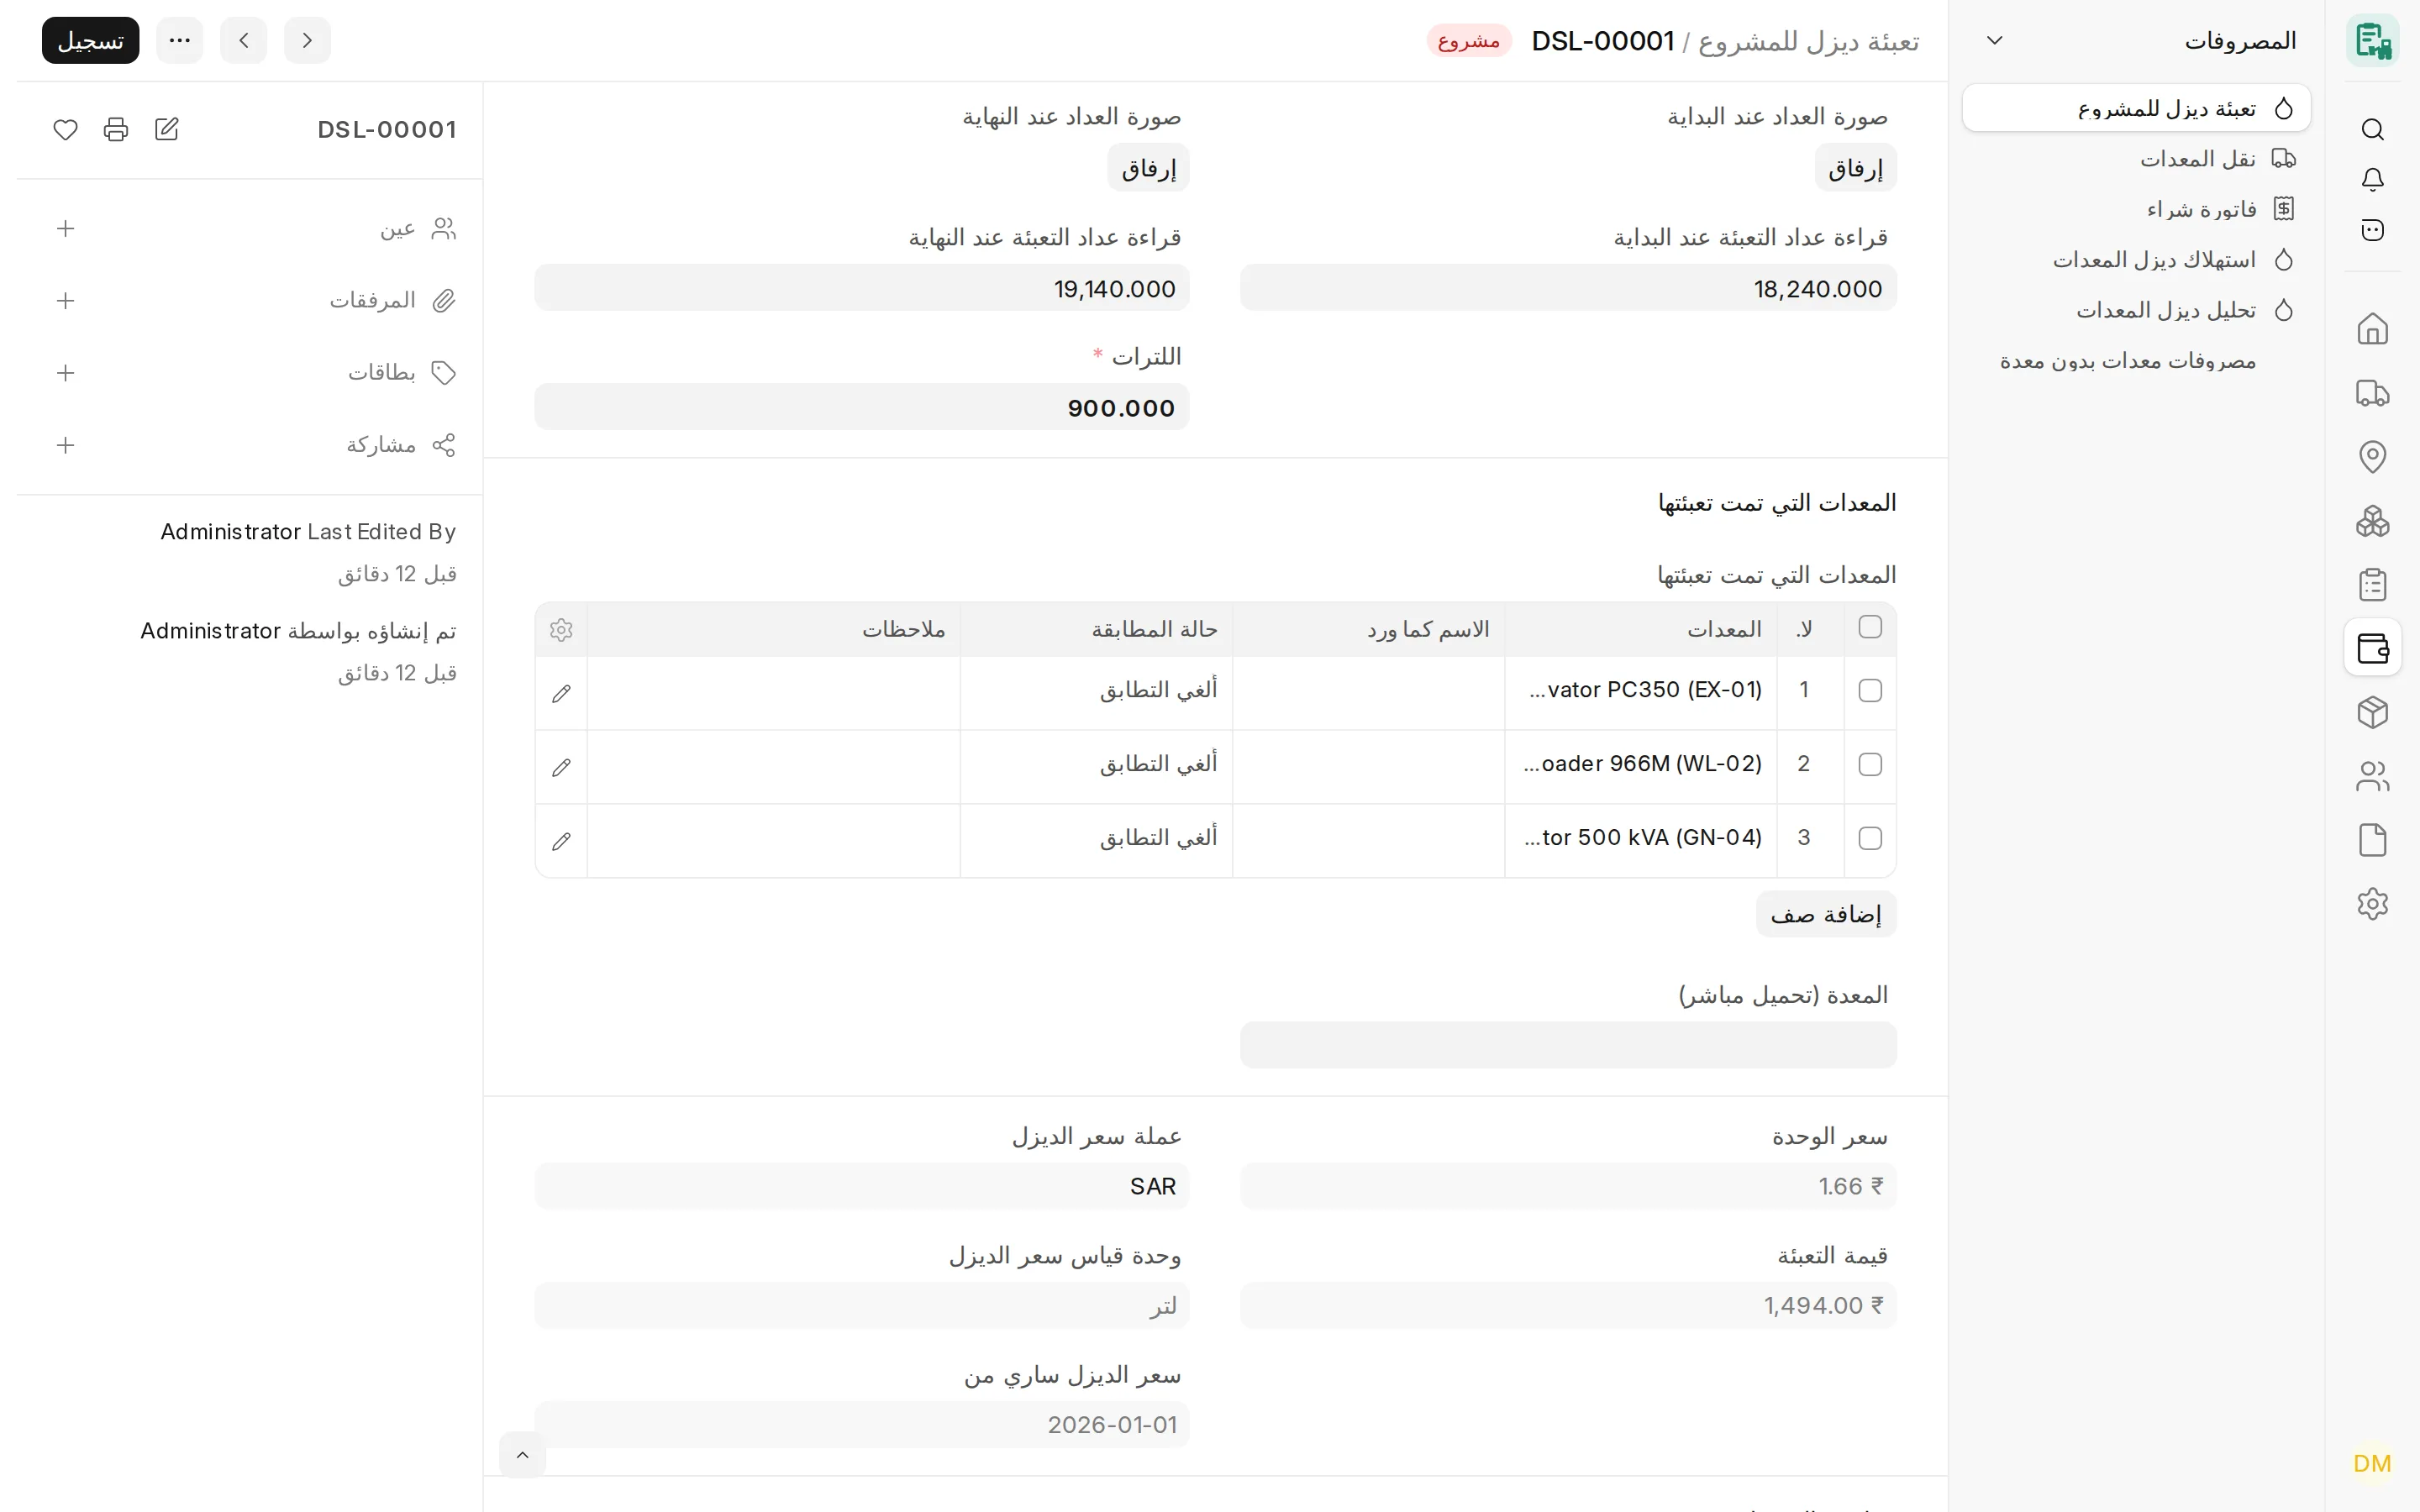 المصروفات
تعبئة ديزل للمشروع
نقل المعدات
فاتورة شراء
استهلاك ديزل المعدات
تحليل ديزل المعدات
مصروفات معدات بدون معدة
DM
تعبئة ديزل للمشروع / DSL-00001 مشروع
تسجيل
صورة العداد عند البداية
إرفاق
صورة العداد عند النهاية
إرفاق
قراءة عداد التعبئة عند البداية
18,240.000
قراءة عداد التعبئة عند النهاية
19,140.000
اللترات *
900.000
المعدات التي تمت تعبئتها
المعدات التي تمت تعبئتها
لا. المعدات الاسم كما ورد حالة المطابقة ملاحظات
1 ...vator PC350 (EX-01) ألغي التطابق
2 ...oader 966M (WL-02) ألغي التطابق
3 ...tor 500 kVA (GN-04) ألغي التطابق
إضافة صف
المعدة (تحميل مباشر)
سعر الوحدة
₹ 1.66
عملة سعر الديزل
SAR
قيمة التعبئة
₹ 1,494.00
وحدة قياس سعر الديزل
لتر
سعر الديزل ساري من
2026-01-01
DSL-00001
عين
المرفقات
بطاقات
مشاركة
Administrator Last Edited By
قبل 12 دقائق
تم إنشاؤه بواسطة Administrator
قبل 12 دقائق